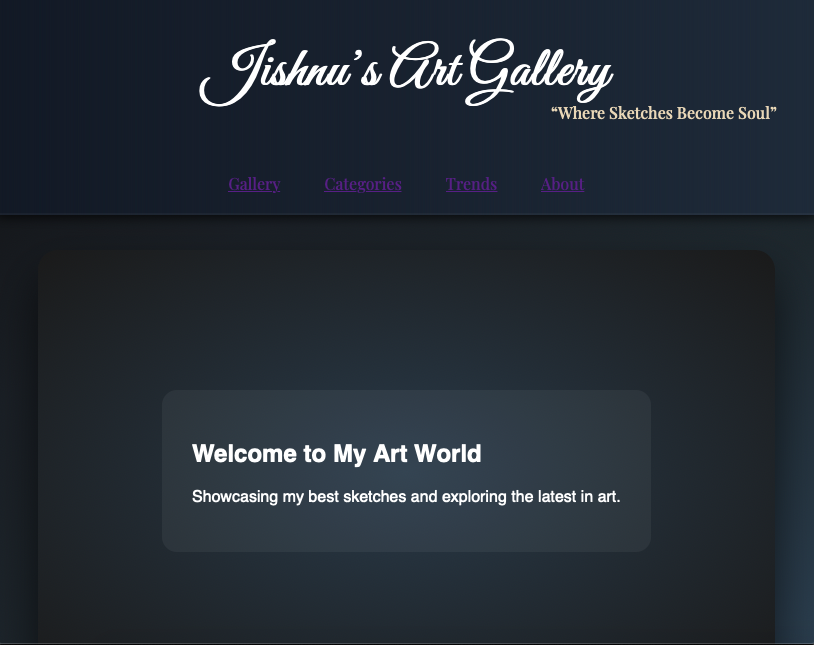 Jishnu’s Art Gallery
“Where Sketches Become Soul”
Gallery Categories Trends About
Welcome to My Art World
Showcasing my best sketches and exploring the latest in art.